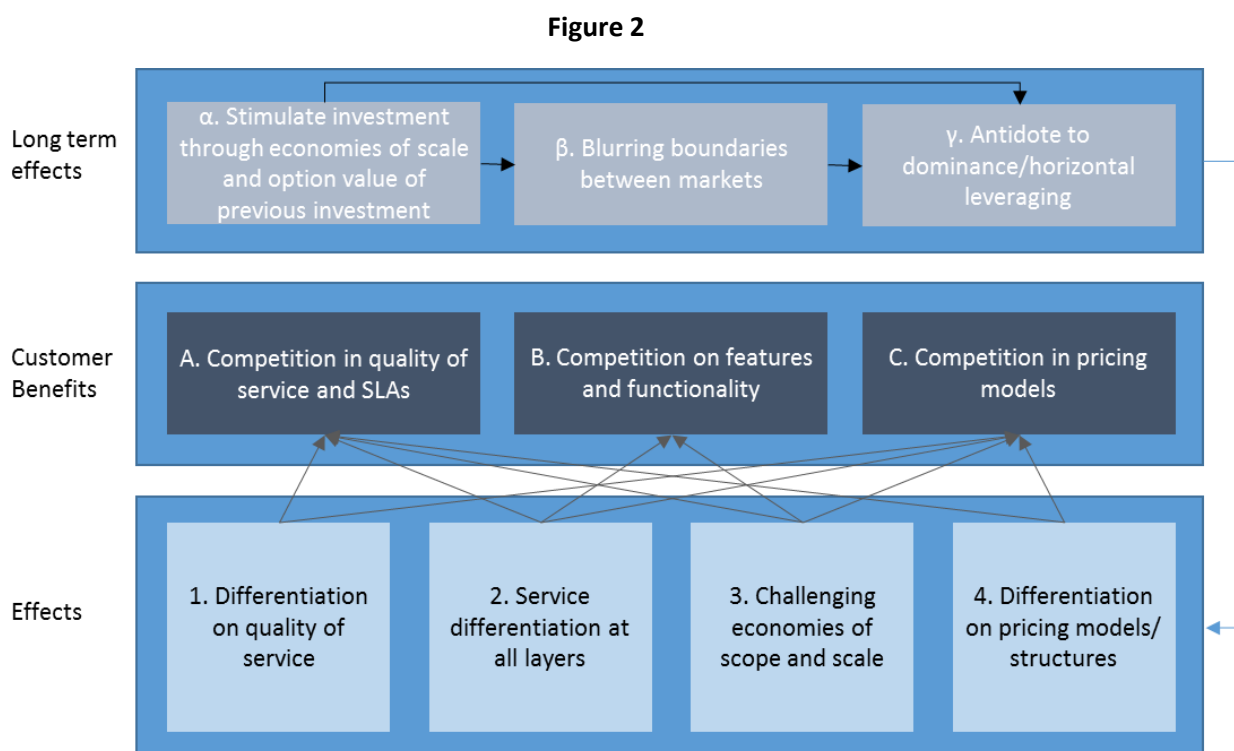 Figure 2
Long term
effects
α. Stimulate investment
through economies of scale
and option value of
previous investment
β. Blurring boundaries
between markets
γ. Antidote to
dominance/horizontal
leveraging
Customer
Benefits
A. Competition in quality of
service and SLAs
B. Competition on features
and functionality
C. Competition in pricing
models
Effects
1. Differentiation
on quality of
service
2. Service
differentiation at
all layers
3. Challenging
economies of
scope and scale
4. Differentiation
on pricing models/
structures